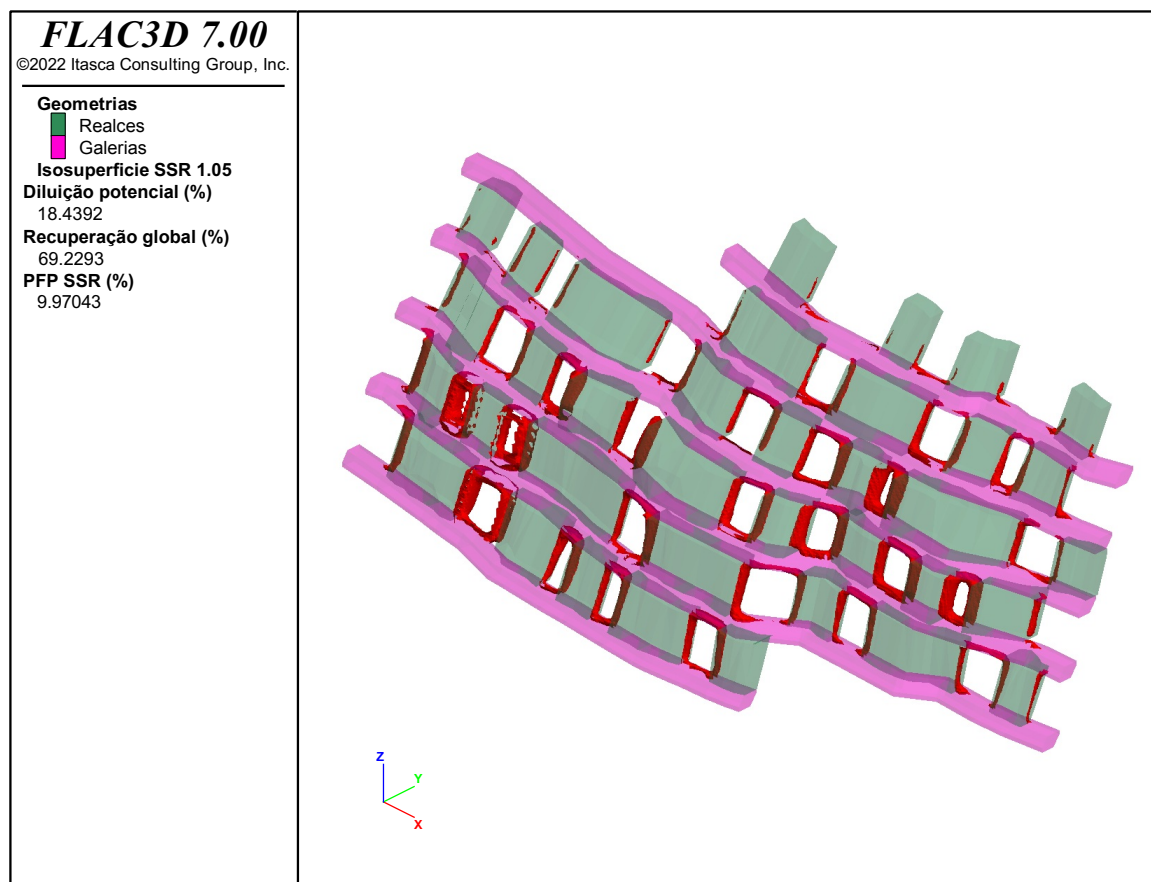 FLAC3D 7.00
©2022 Itasca Consulting Group, Inc.
Geometrias
Realces
Galerias
Isosuperficie SSR 1.05
Diluição potencial (%)
18.4392
Recuperação global (%)
69.2293
PFP SSR (%)
9.97043
Z
Y
X